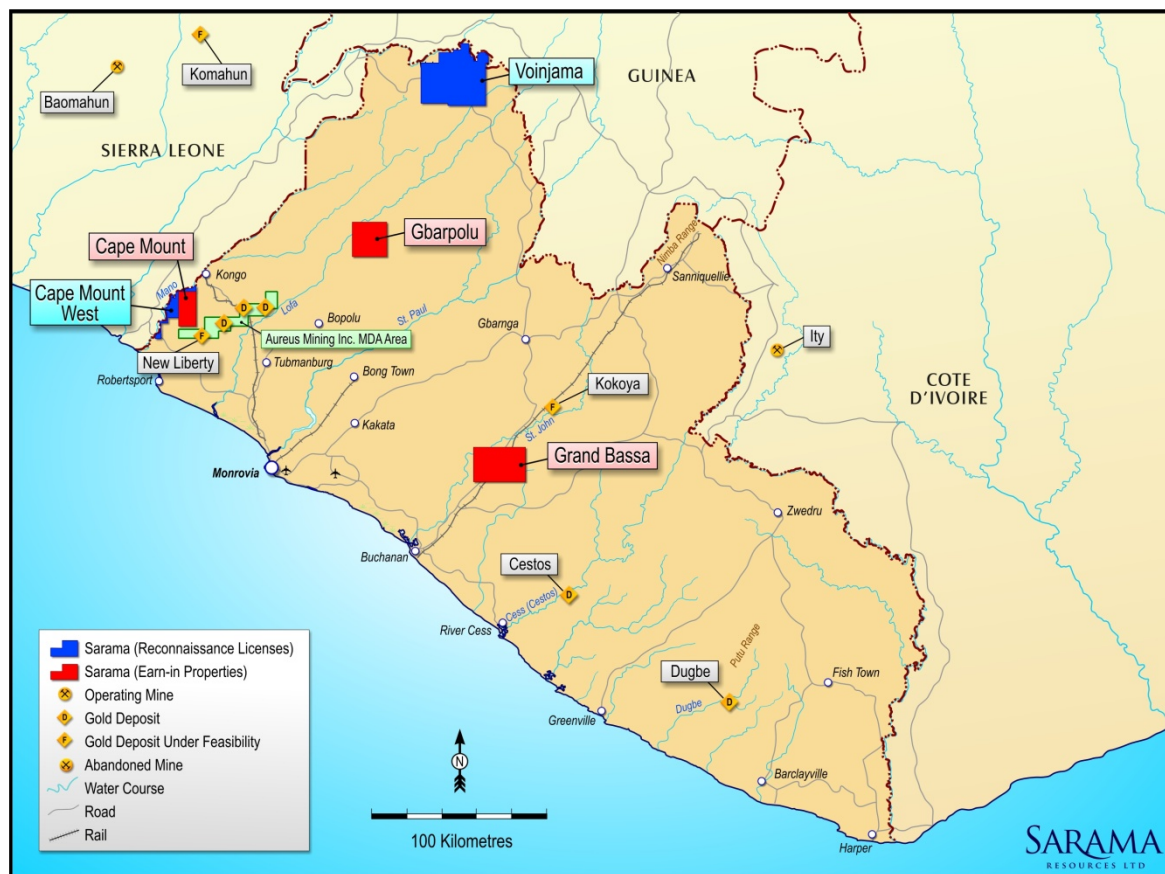 Komahun
Baomahun
SIERRA LEONE
Voinjama
GUINEA
Gbarpolu
Cape Mount
Kongo
Mano
Cape Mount
West
Lofa
St. Paul
Nimba Range
Sanniquellie
Bopolu
Gbarnga
Aureus Mining Inc. MDA Area
New Liberty
Robertsport
Tubmanburg
Bong Town
Ity
Kokoya
COTE
D'IVOIRE
Kakata
St. John
Grand Bassa
Monrovia
Zwedru
Buchanan
Cestos
Cess (Cestos)
River Cess
Putu Range
Dugbe
Fish Town
Dugbe
Greenville
Barclayville
Harper
Sarama (Reconnaissance Licenses)
Sarama (Earn-in Properties)
Operating Mine
D
Gold Deposit
F
Gold Deposit Under Feasibility
Abandoned Mine
Water Course
Road
Rail
N
100 Kilometres
SARAMA
RESOURCES LTD